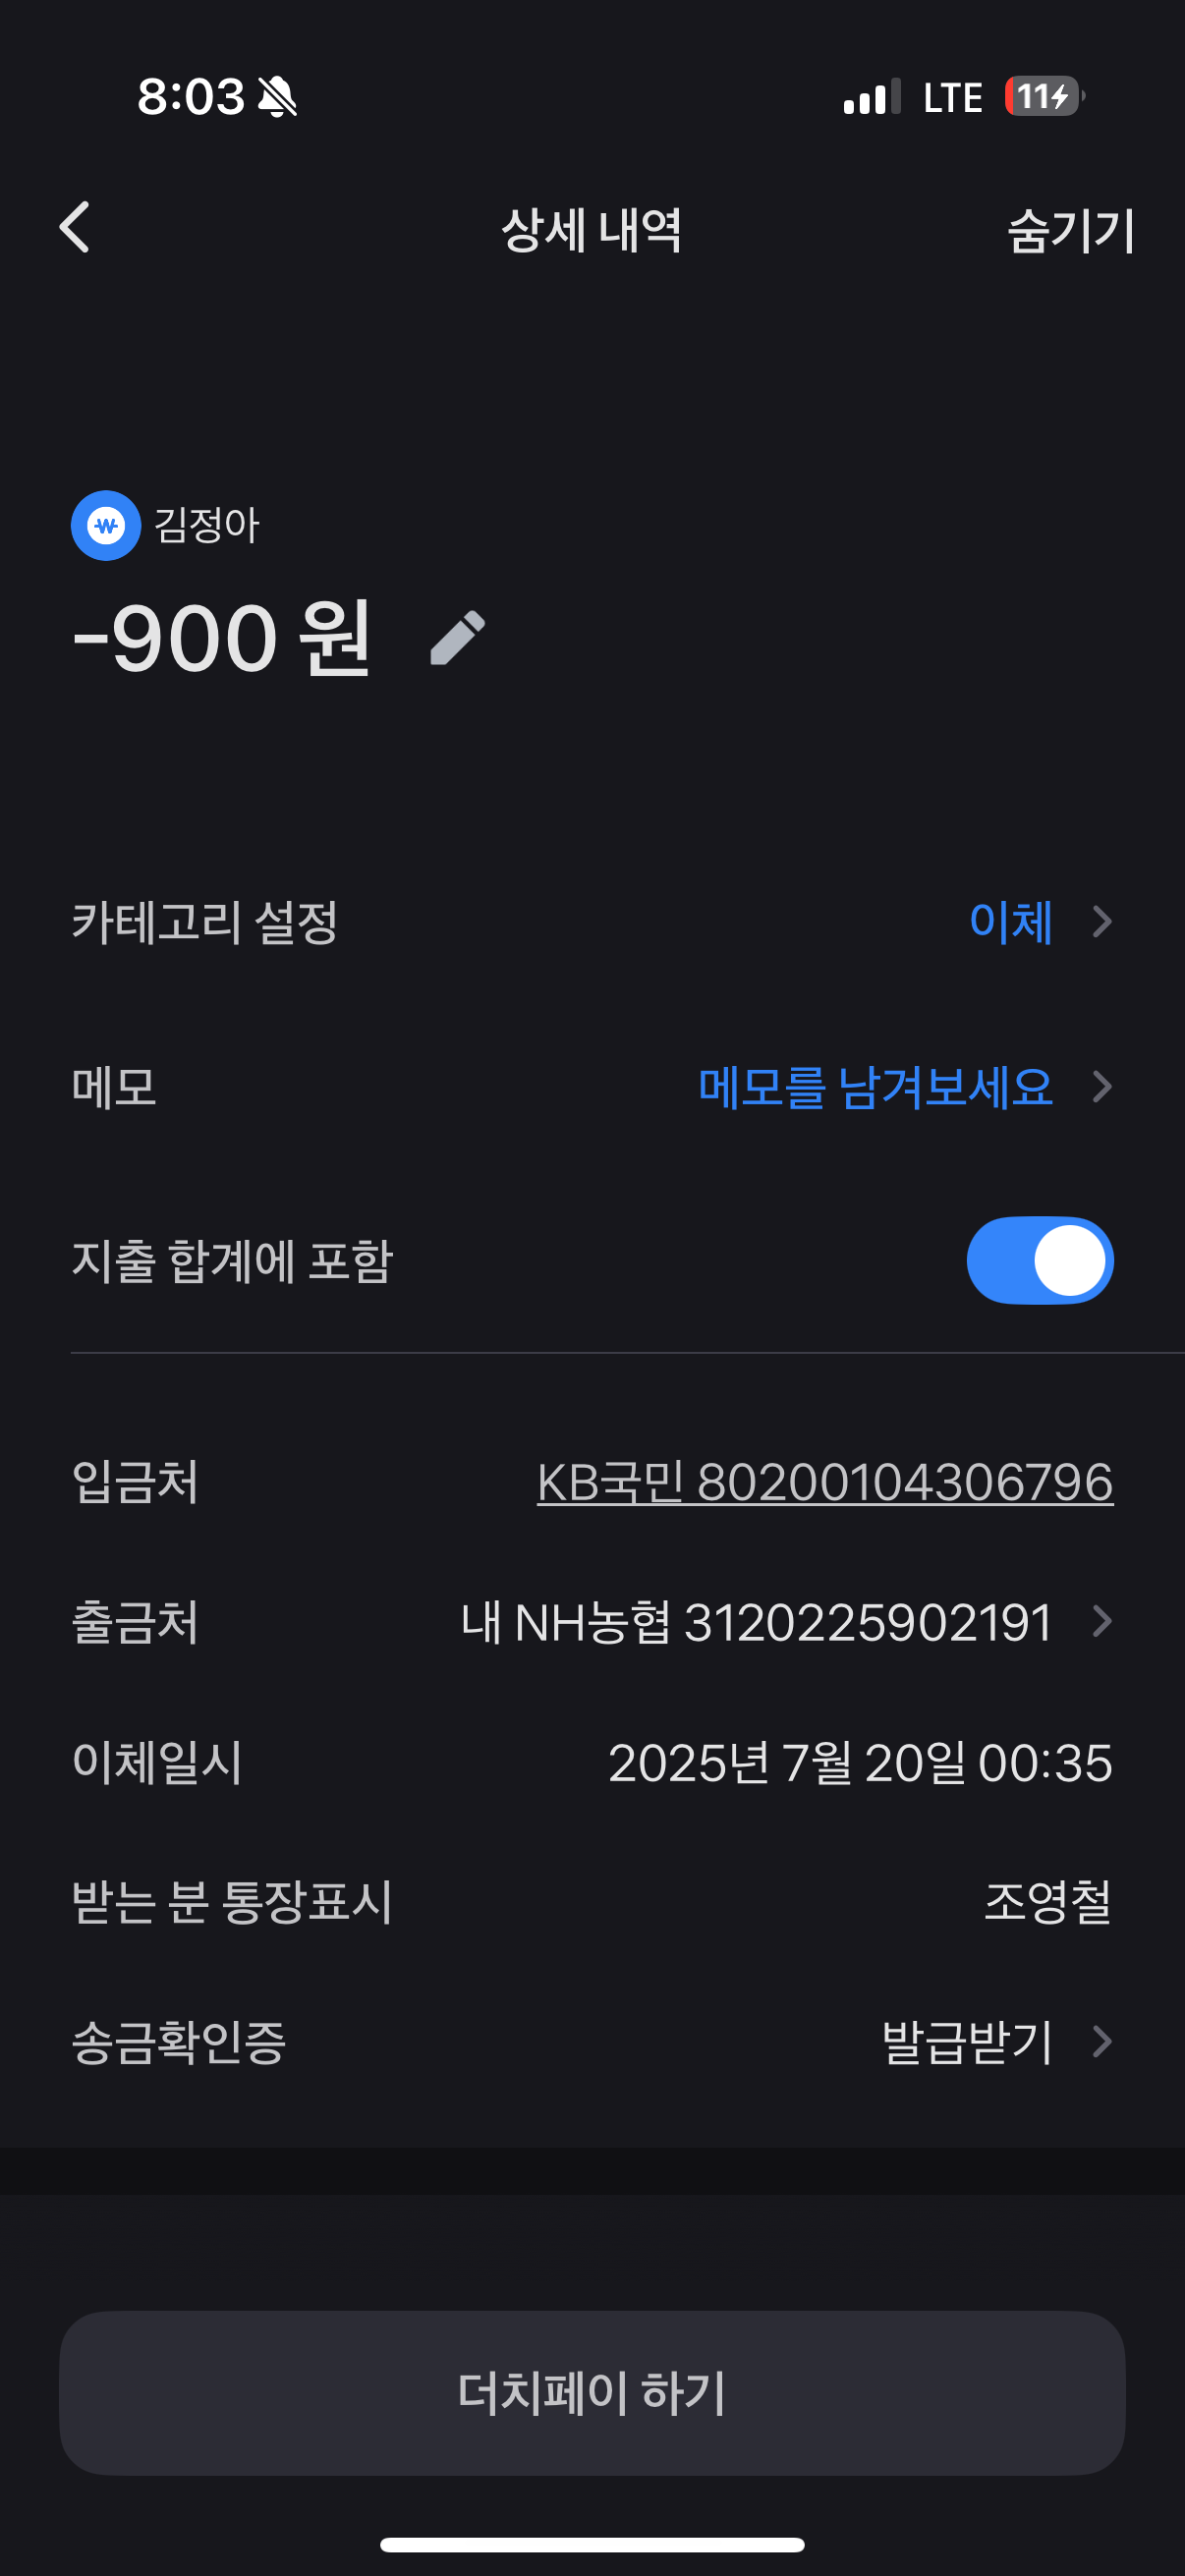 8:03 LTE 11
상세 내역 숨기기
김정아
-900 원
카테고리 설정 이체
메모 메모를 남겨보세요
지출 합계에 포함
입금처 KB국민 80200104306796
출금처 내 NH농협 3120225902191
이체일시 2025년 7월 20일 00:35
받는 분 통장표시 조영철
송금확인증 발급받기
더치페이 하기